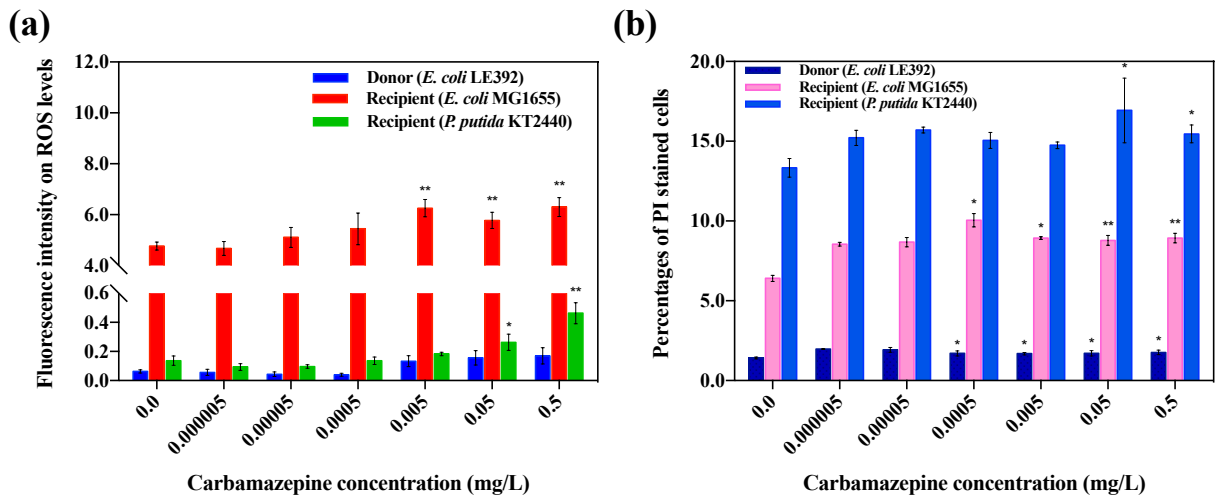 (a)
Fluorescence intensity on ROS levels
12.0
10.0
8.0
6.0
4.0
0.6
0.4
0.2
0.0
Donor (E. coli LE392)
Recipient (E. coli MG1655)
Recipient (P. putida KT2440)
** ** **
* **
0.0 0.000005 0.00005 0.0005 0.005 0.05 0.5
Carbamazepine concentration (mg/L)
(b)
Percentages of PI stained cells
20.0
15.0
10.0
5.0
0.0
Donor (E. coli LE392)
Recipient (E. coli MG1655)
Recipient (P. putida KT2440)
* *
* * ** **
* * * *
0.0 0.000005 0.00005 0.0005 0.005 0.05 0.5
Carbamazepine concentration (mg/L)